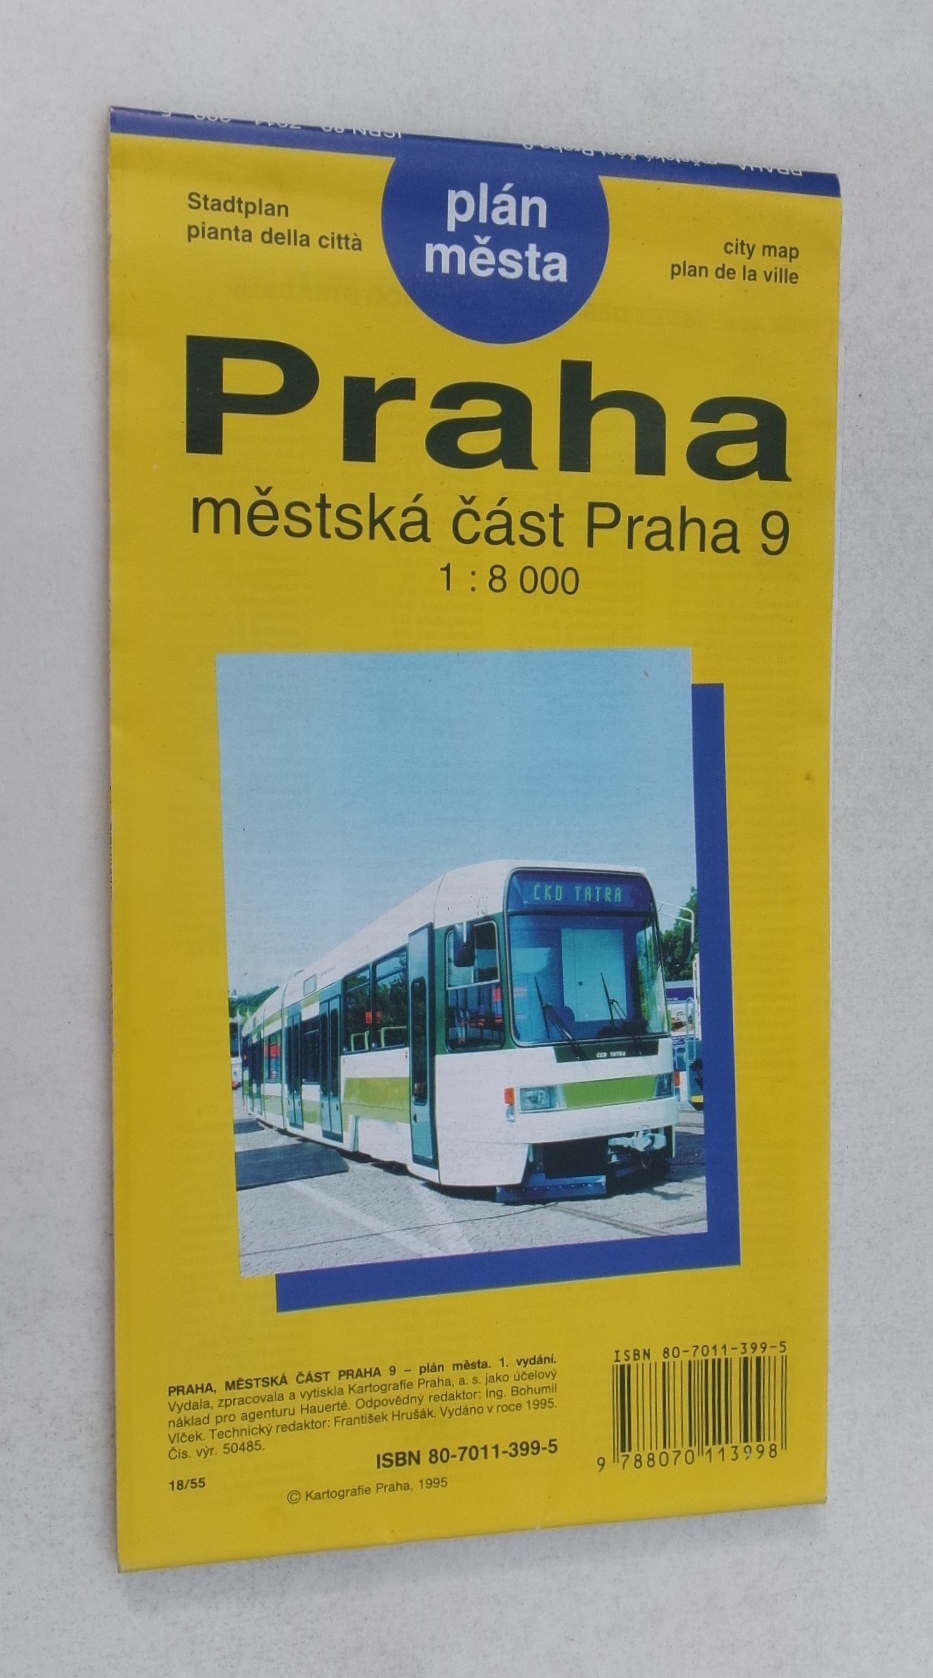 Stadtplan
pianta della città
plán
města
city map
plan de la ville
Praha
městská část Praha 9
1 : 8 000
ČKD TATRA
ČKD TATRA
PRAHA, MĚSTSKÁ ČÁST PRAHA 9 – plán města. 1. vydání.
Vydala, zpracovala a vytiskla Kartografie Praha, a. s. jako účelový
náklad pro agenturu Hauerté. Odpovědný redaktor: Ing. Bohumil
Vlček. Technický redaktor: František Hrušák. Vydáno v roce 1995.
Čís. výr. 50485.
ISBN 80-7011-399-5
18/55
© Kartografie Praha, 1995
ISBN 80-7011-399-5
9 788070 113998